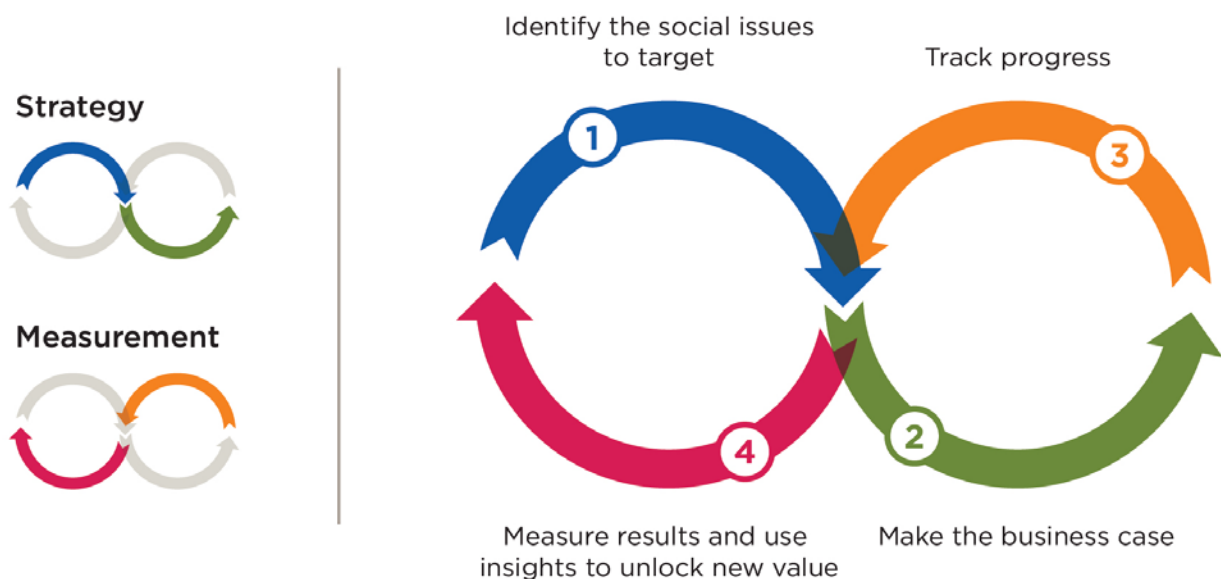 Strategy
Measurement
Identify the social issues
to target
1
Track progress
3
4
Measure results and use
insights to unlock new value
2
Make the business case